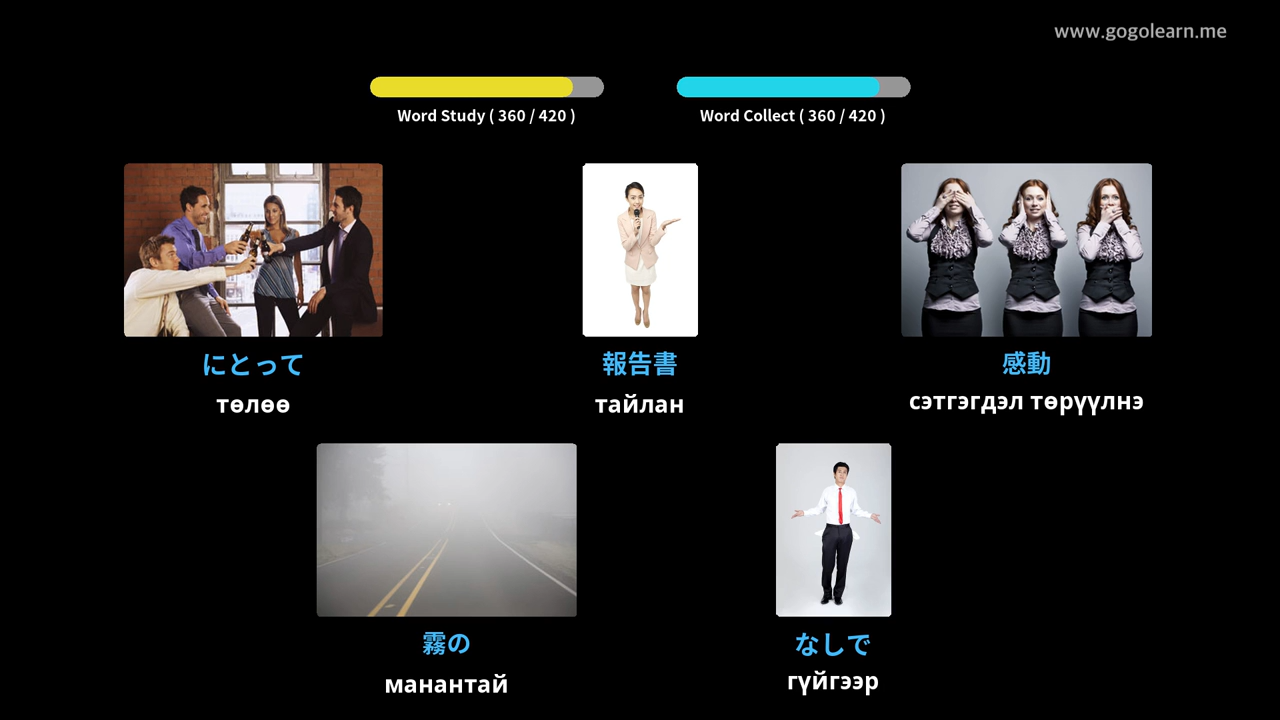 www.gogolearn.me
Word Study ( 360 / 420 )
Word Collect ( 360 / 420 )
にとって
төлөө
報告書
тайлан
感動
сэтгэгдэл төрүүлнэ
霧の
манантай
なしで
гүйгээр